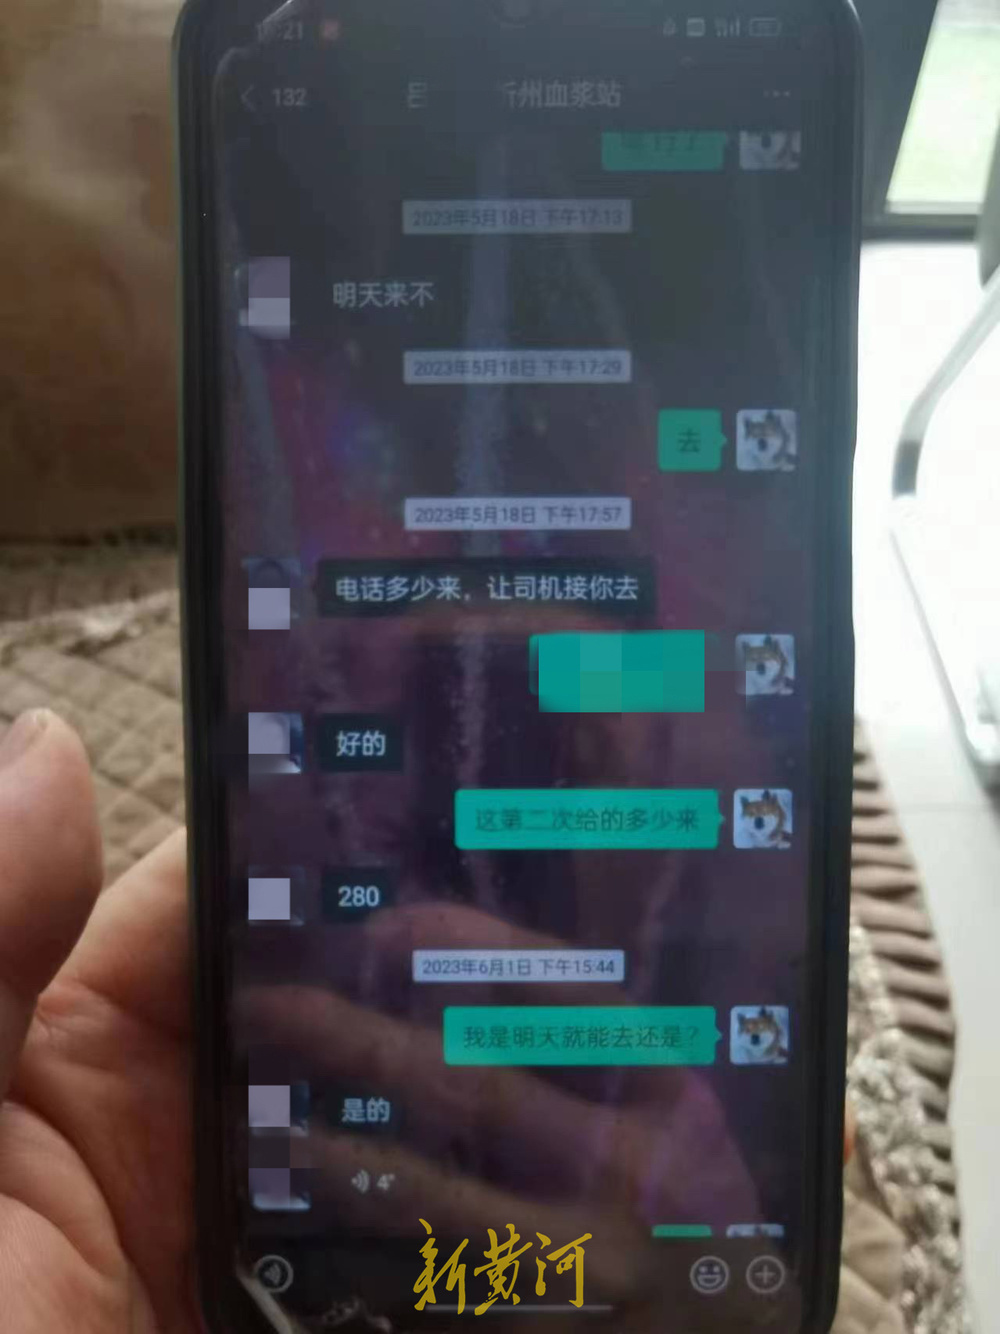 132
州血浆站
2023年5月18日 下午17:13
明天来不
2023年5月18日 下午17:29
去
2023年5月18日 下午17:57
电话多少来，让司机接你去
好的
这第二次给的多少来
280
2023年6月1日 下午15:44
我是明天就能去还是？
是的
4"
新黄河